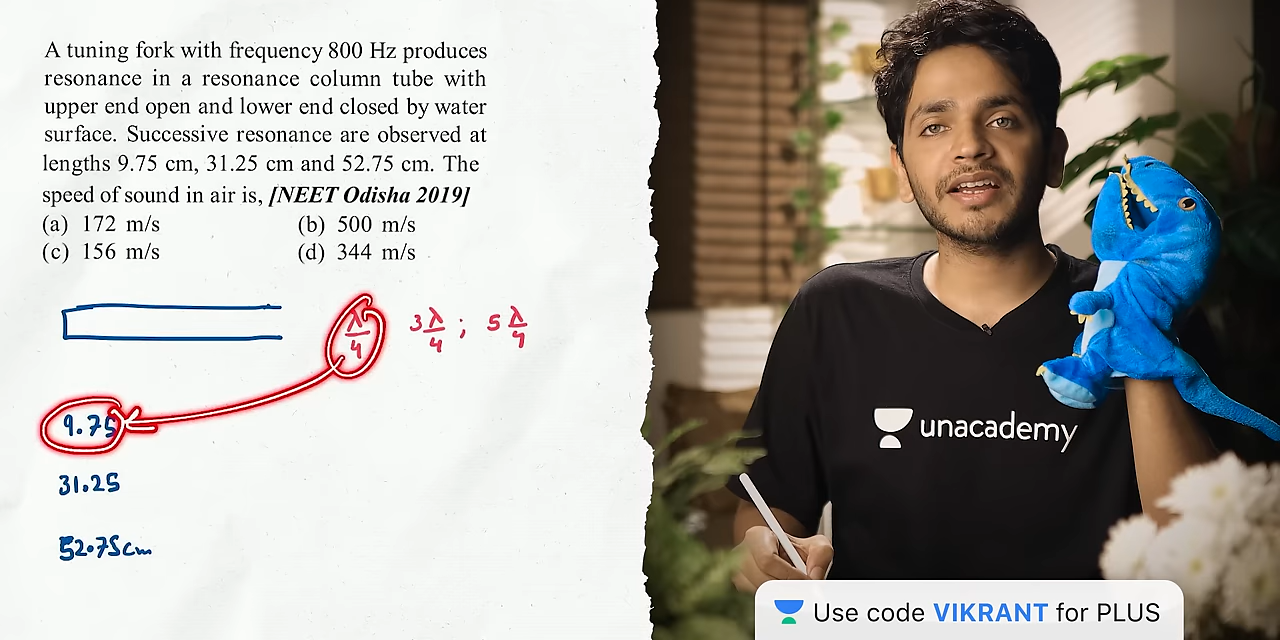 A tuning fork with frequency 800 Hz produces
resonance in a resonance column tube with
upper end open and lower end closed by water
surface. Successive resonance are observed at
lengths 9.75 cm, 31.25 cm and 52.75 cm. The
speed of sound in air is, [NEET Odisha 2019]
(a) 172 m/s (b) 500 m/s
(c) 156 m/s (d) 344 m/s
λ/4 3λ/4 ; 5λ/4
9.75
31.25
52.75cm
unacademy
Use code VIKRANT for PLUS